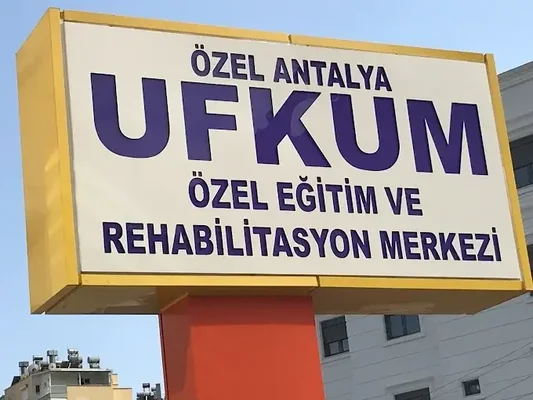 ÖZEL ANTALYA
UFKUM
ÖZEL EĞİTİM VE
REHABİLİTASYON MERKEZİ